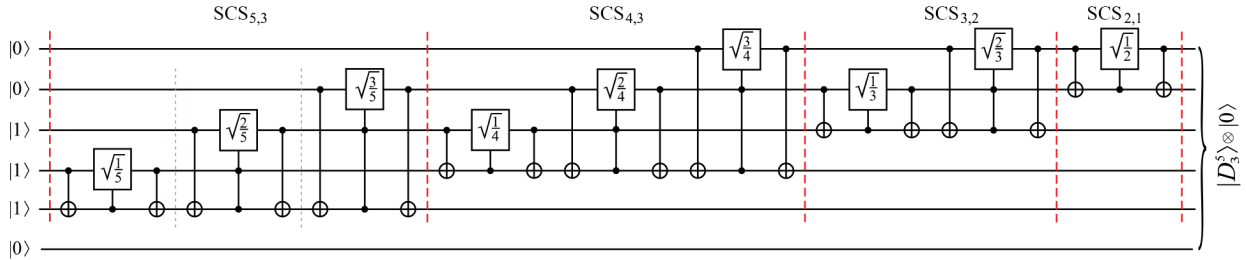 SCS₅,₃ SCS₄,₃ SCS₃,₂ SCS₂,₁
|0⟩ √(3/4) √(2/3) √(1/2)
|0⟩ √(3/5) √(2/4) √(1/3)
|1⟩ √(2/5) √(1/4)
|1⟩ √(1/5)
|1⟩
|0⟩
|D₃⁵⟩⊗|0⟩